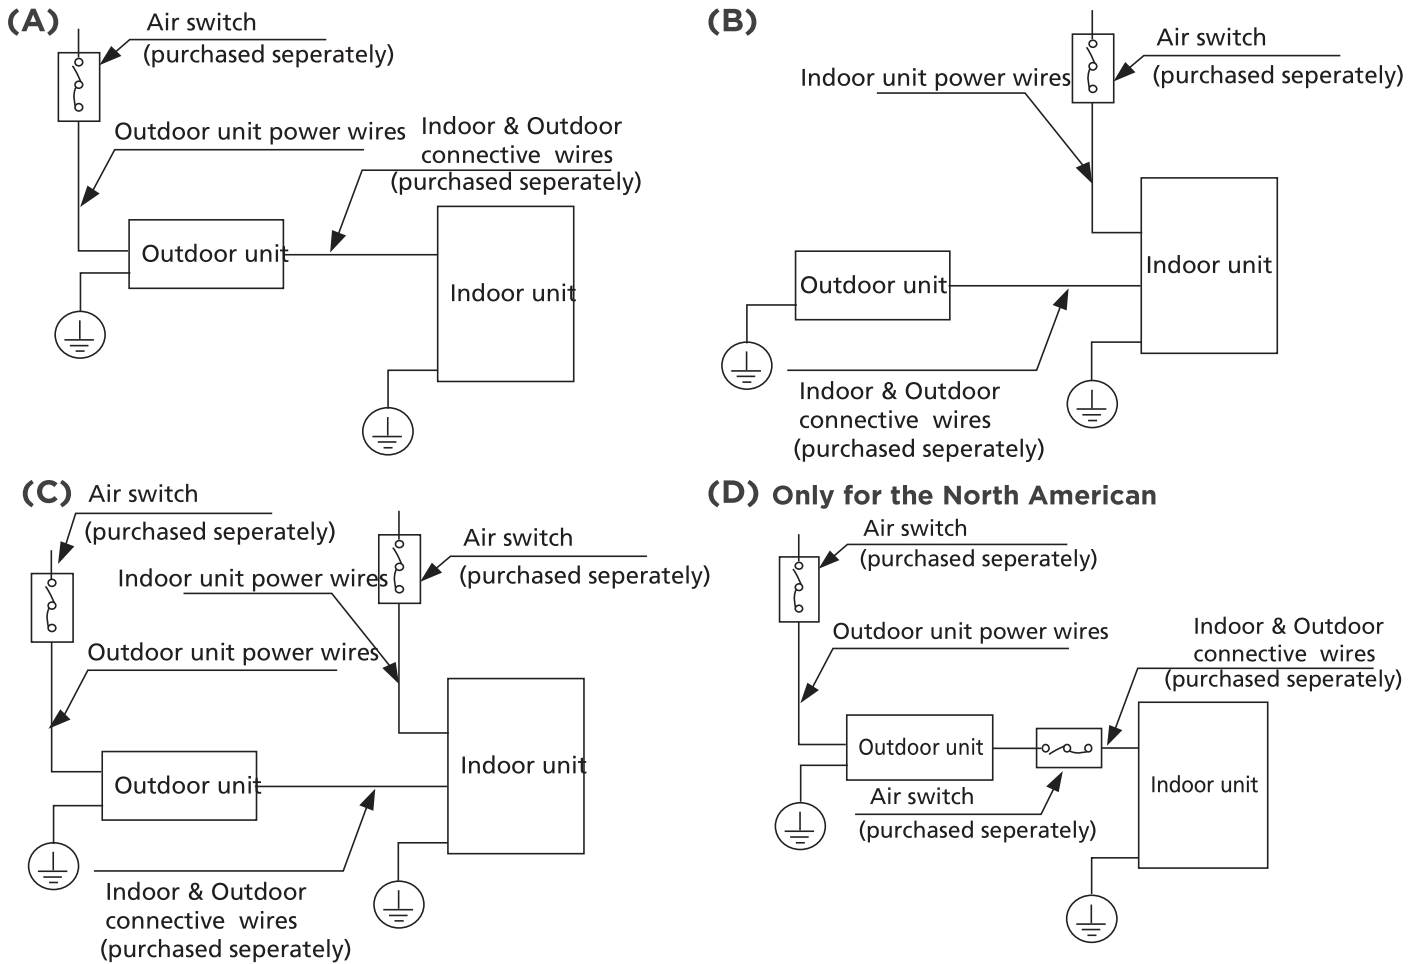 (A)
Air switch
(purchased seperately)
Outdoor unit power wires
Indoor & Outdoor
connective wires
(purchased seperately)
Outdoor unit
Indoor unit
(B)
Air switch
(purchased seperately)
Indoor unit power wires
Indoor unit
Outdoor unit
Indoor & Outdoor
connective wires
(purchased seperately)
(C)
Air switch
(purchased seperately)
Air switch
(purchased seperately)
Indoor unit power wires
Outdoor unit power wires
Indoor unit
Outdoor unit
Indoor & Outdoor
connective wires
(purchased seperately)
(D) Only for the North American
Air switch
(purchased seperately)
Outdoor unit power wires
Indoor & Outdoor
connective wires
(purchased seperately)
Outdoor unit
Indoor unit
Air switch
(purchased seperately)